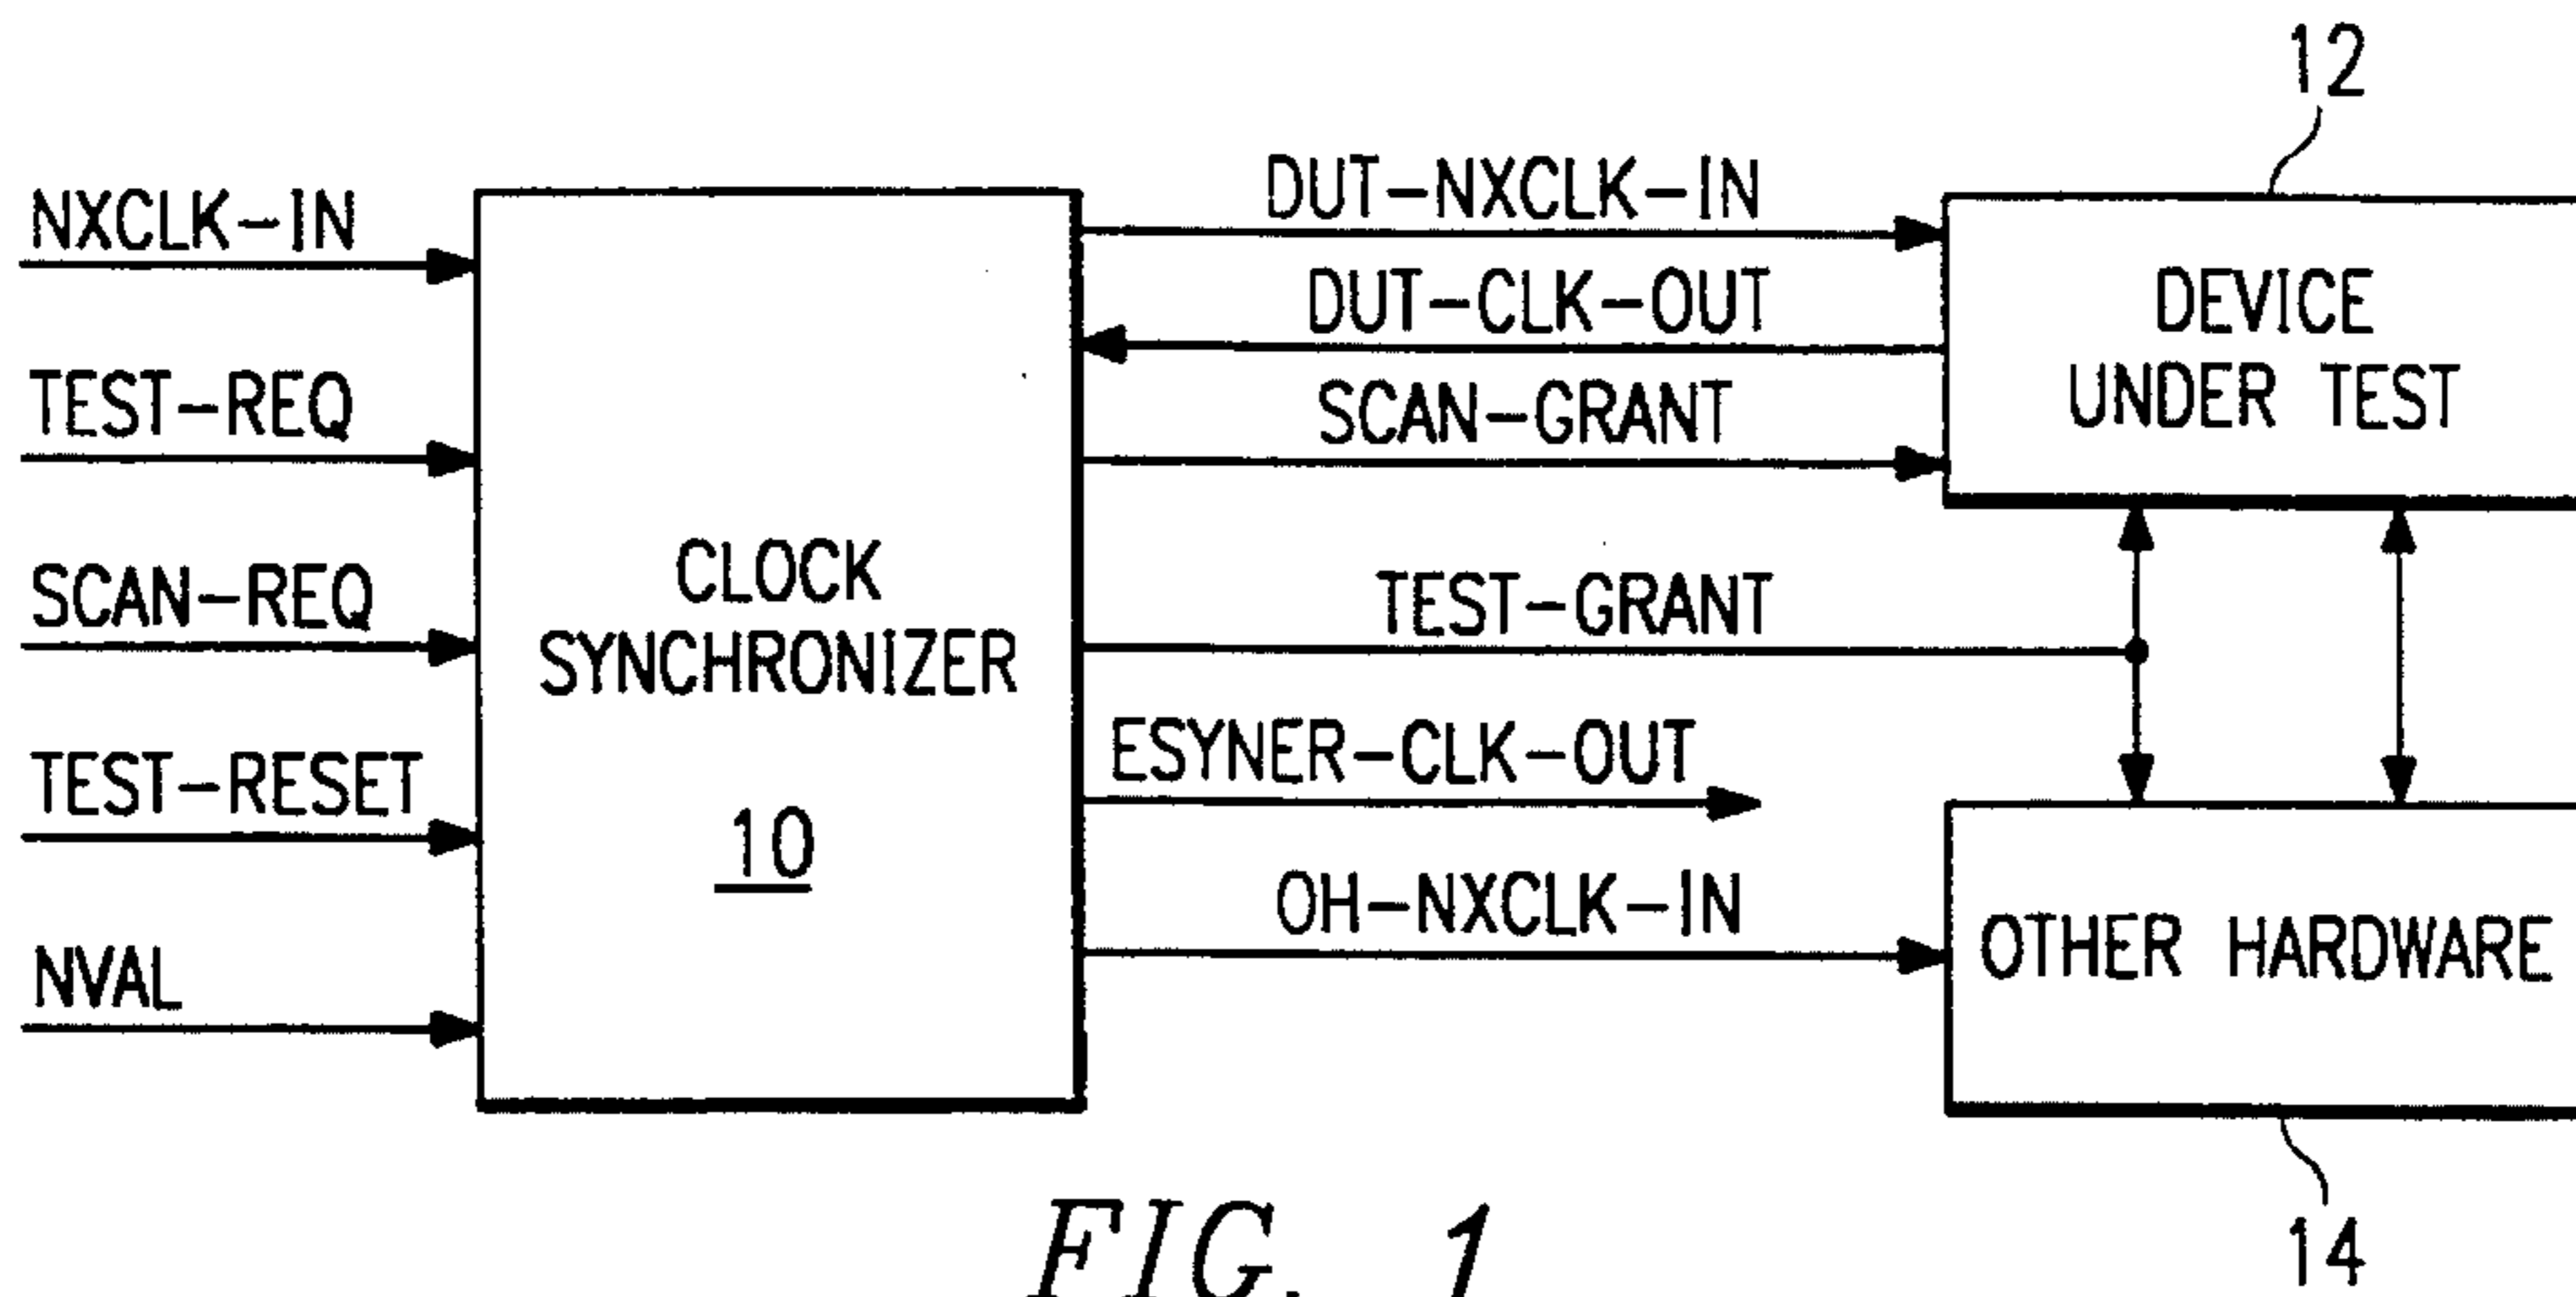 12
NXCLK-IN
TEST-REQ
SCAN-REQ
TEST-RESET
NVAL
CLOCK
SYNCHRONIZER
10
DUT-NXCLK-IN
DUT-CLK-OUT
SCAN-GRANT
TEST-GRANT
ESYNER-CLK-OUT
OH-NXCLK-IN
DEVICE
UNDER TEST
OTHER HARDWARE
14
FIG. 1